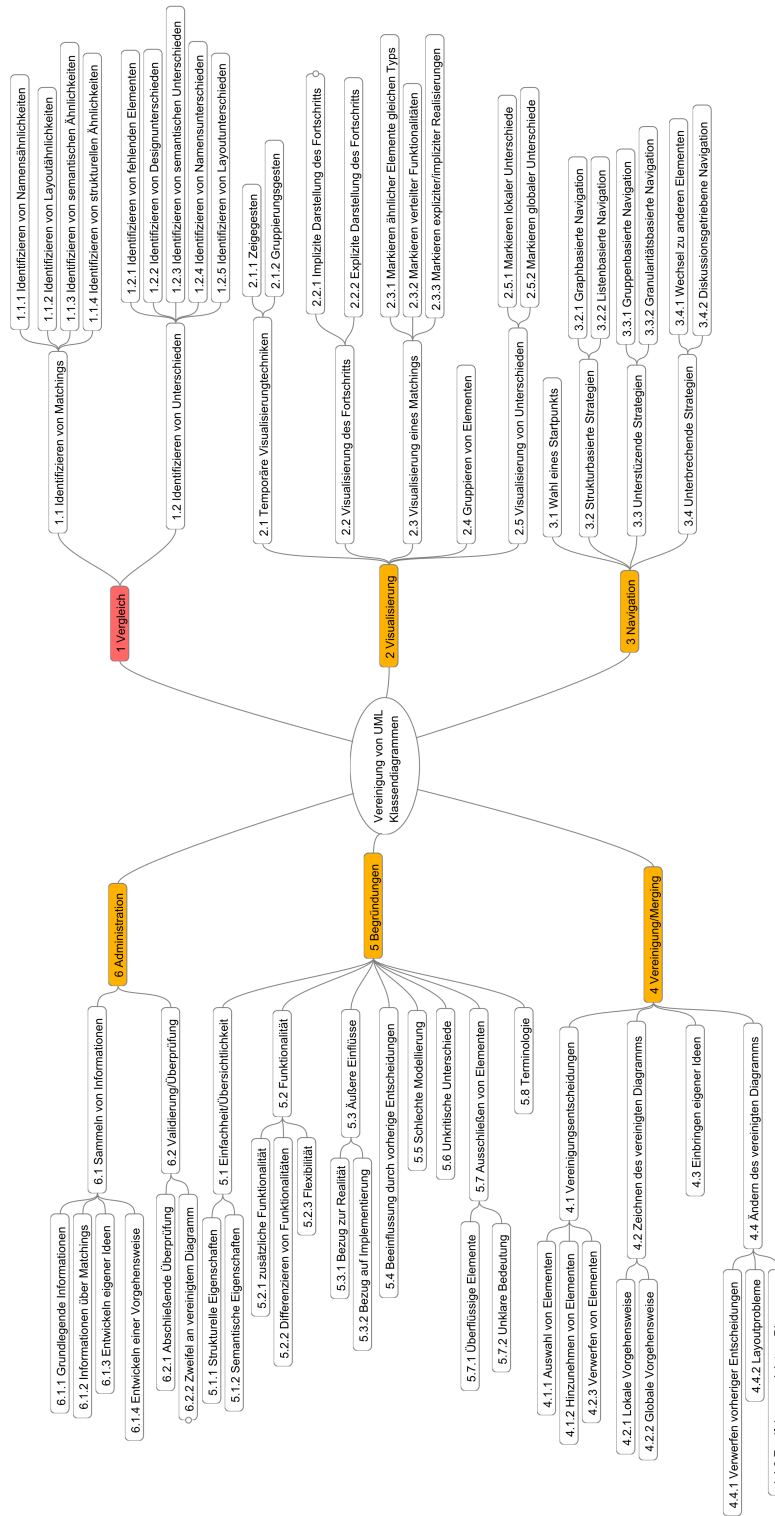 Vereinigung von UML
Klassendiagrammen
1 Vergleich
1.1 Identifizieren von Matchings
1.1.1 Identifizieren von Namensähnlichkeiten
1.1.2 Identifizieren von Layoutähnlichkeiten
1.1.3 Identifizieren von semantischen Ähnlichkeiten
1.1.4 Identifizieren von strukturellen Ähnlichkeiten
1.2 Identifizieren von Unterschieden
1.2.1 Identifizieren von fehlenden Elementen
1.2.2 Identifizieren von Designunterschieden
1.2.3 Identifizieren von semantischen Unterschieden
1.2.4 Identifizieren von Namensunterschieden
1.2.5 Identifizieren von Layoutunterschieden
2 Visualisierung
2.1 Temporäre Visualisierungtechniken
2.1.1 Zeigegesten
2.1.2 Gruppierungsgesten
2.2 Visualisierung des Fortschritts
2.2.1 Implizite Darstellung des Fortschritts
2.2.2 Explizite Darstellung des Fortschritts
2.3 Visualisierung eines Matchings
2.3.1 Markieren ähnlicher Elemente gleichen Typs
2.3.2 Markieren verteilter Funktionalitäten
2.3.3 Markieren expliziter/impliziter Realisierungen
2.4 Gruppieren von Elementen
2.5 Visualisierung von Unterschieden
2.5.1 Markieren lokaler Unterschiede
2.5.2 Markieren globaler Unterschiede
3 Navigation
3.1 Wahl eines Startpunkts
3.2 Strukturbasierte Strategien
3.2.1 Graphbasierte Navigation
3.2.2 Listenbasierte Navigation
3.3 Unterstüzende Strategien
3.3.1 Gruppenbasierte Navigation
3.3.2 Granularitätsbasierte Navigation
3.4 Unterbrechende Strategien
3.4.1 Wechsel zu anderen Elementen
3.4.2 Diskussionsgetriebene Navigation
6 Administration
6.1 Sammeln von Informationen
6.1.1 Grundlegende Informationen
6.1.2 Informationen über Matchings
6.1.3 Entwickeln eigener Ideen
6.1.4 Entwickeln einer Vorgehensweise
6.2 Validierung/Überprüfung
6.2.1 Abschließende Überprüfung
6.2.2 Zweifel an vereinigtem Diagramm
5 Begründungen
5.1 Einfachheit/Übersichtlichkeit
5.1.1 Strukturelle Eigenschaften
5.1.2 Semantische Eigenschaften
5.2 Funktionalität
5.2.1 zusätzliche Funktionalität
5.2.2 Differenzieren von Funktionalitäten
5.2.3 Flexibilität
5.3 Äußere Einflüsse
5.3.1 Bezug zur Realität
5.3.2 Bezug auf Implementierung
5.4 Beeinflussung durch vorherige Entscheidungen
5.5 Schlechte Modellierung
5.6 Unkritische Unterschiede
5.7 Ausschließen von Elementen
5.7.1 Überflüssige Elemente
5.7.2 Unklare Bedeutung
5.8 Terminologie
4 Vereinigung/Merging
4.1 Vereinigungsentscheidungen
4.1.1 Auswahl von Elementen
4.1.2 Hinzunehmen von Elementen
4.2.3 Verwerfen von Elementen
4.2 Zeichnen des vereinigten Diagramms
4.2.1 Lokale Vorgehensweise
4.2.2 Globale Vorgehensweise
4.3 Einbringen eigener Ideen
4.4 Ändern des vereinigten Diagramms
4.4.1 Verwerfen vorheriger Entscheidungen
4.4.2 Layoutprobleme